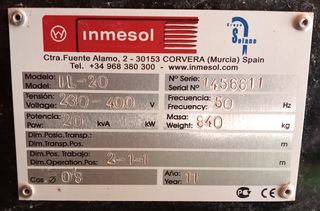 inmesol
Grupo Solano
Ctra.Fuente Alamo, 2 - 30153 CORVERA (Murcia) Spain
Tel. +34 968 380 300 - www.inmesol.com
Modelo: Model: IL-20 Nº Serie: Serial Nº 1456611
Tensión: Voltage: 230-400 V Frecuencia: Frecuency: 50 Hz
Potencia: Power: 20 kVA kW Masa: Weight: 840 kg
Dim.Posic.Transp.: Dim.Transp.Pos.: m
Dim.Pos. Trabajo: Dim.Operation Pos.: 2-1-1 m
Cos Ø 0'8 Año: Year: 11 CE